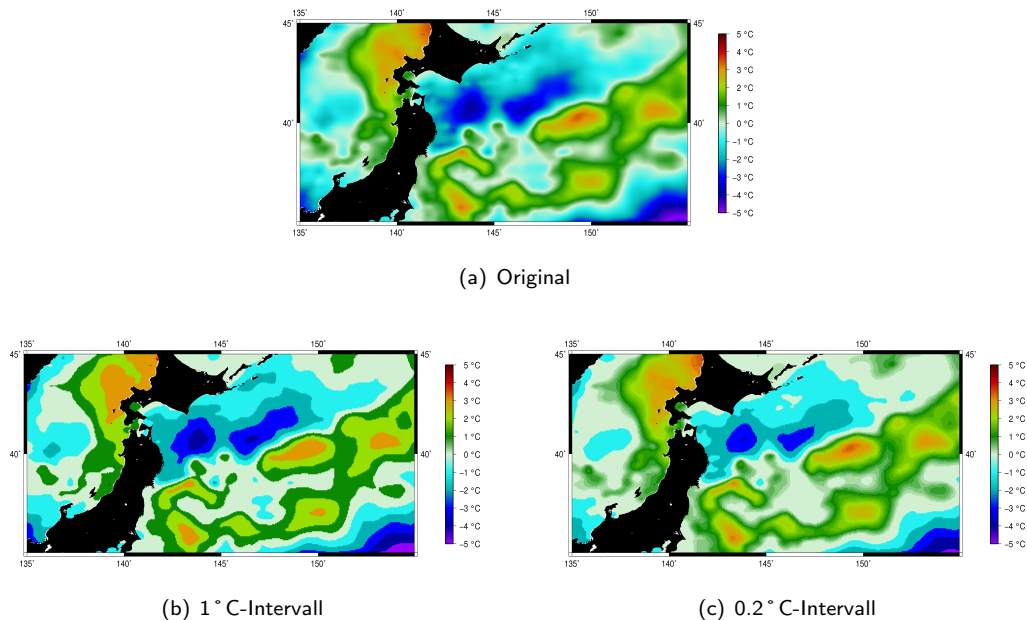 135˚ 140˚ 145˚ 150˚
45˚ 45˚
40˚ 40˚
135˚ 140˚ 145˚ 150˚
5 °C
4 °C
3 °C
2 °C
1 °C
0 °C
−1 °C
−2 °C
−3 °C
−4 °C
−5 °C
(a) Original
135˚ 140˚ 150˚
45˚ 45˚
40˚ 40˚
135˚ 140˚ 145˚ 150˚
5 °C
4 °C
3 °C
2 °C
1 °C
0 °C
−1 °C
−2 °C
−3 °C
−4 °C
−5 °C
(b) 1˚C-Intervall
135˚ 140˚ 145˚ 150˚
45˚ 45˚
40˚ 40˚
135˚ 140˚ 145˚ 150˚
5 °C
4 °C
3 °C
2 °C
1 °C
0 °C
−1 °C
−2 °C
−3 °C
−4 °C
−5 °C
(c) 0.2˚C-Intervall